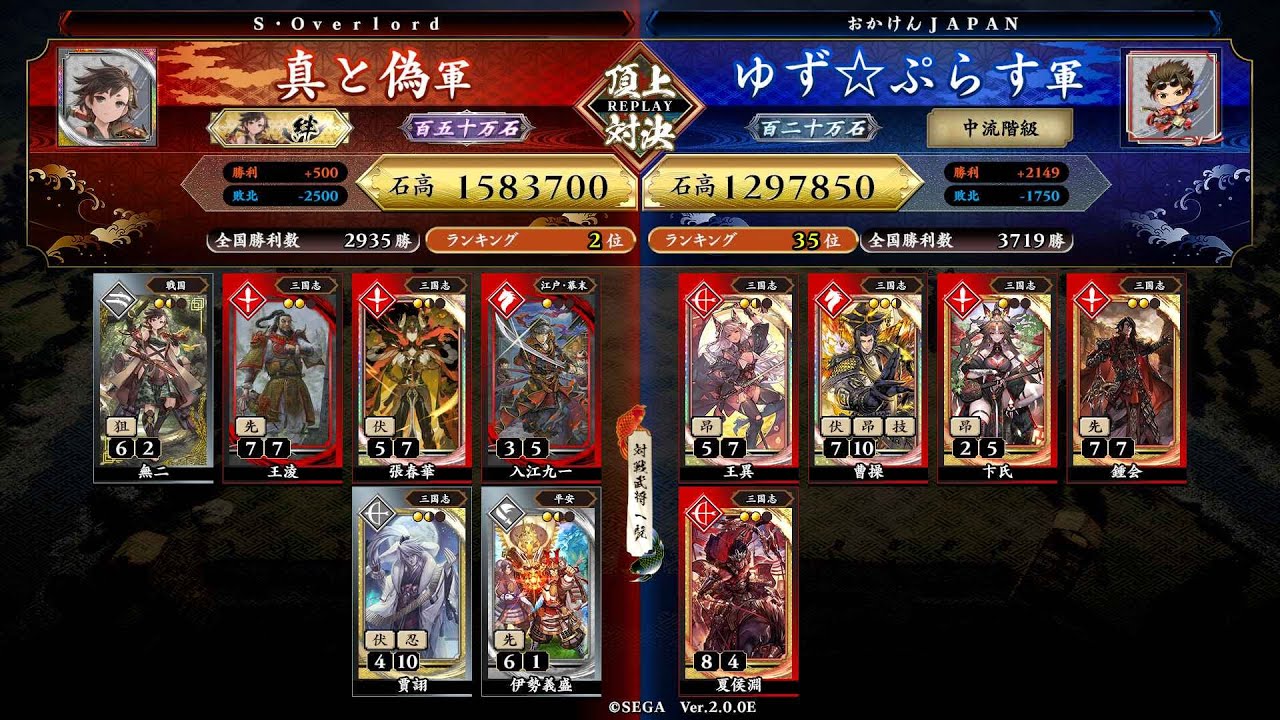 S・Overlord
おかけんJAPAN
真と偽軍
頂上
REPLAY
対決
ゆず☆ぷらす軍
絆
百五十万石
百二十万石
中流階級
勝利 +500
敗北 -2500
石高 1583700
石高 1297850
勝利 +2149
敗北 -1750
全国勝利数 2935勝
ランキング 2位
ランキング 35位
全国勝利数 3719勝
戦国
三国志
三国志
江戸・幕末
三国志
三国志
三国志
三国志
狙
先
伏
昂
伏 昂 技
昂
先
6 2
7 7
5 7
3 5
5 7
7 10
2 5
7 7
無二
王淩
張春華
入江九一
王異
曹操
卞氏
鍾会
対戦武将一覧
三国志
平安
三国志
伏 忍
先
4 10
6 1
8 4
賈詡
伊勢義盛
夏侯淵
©SEGA Ver.2.0.0E